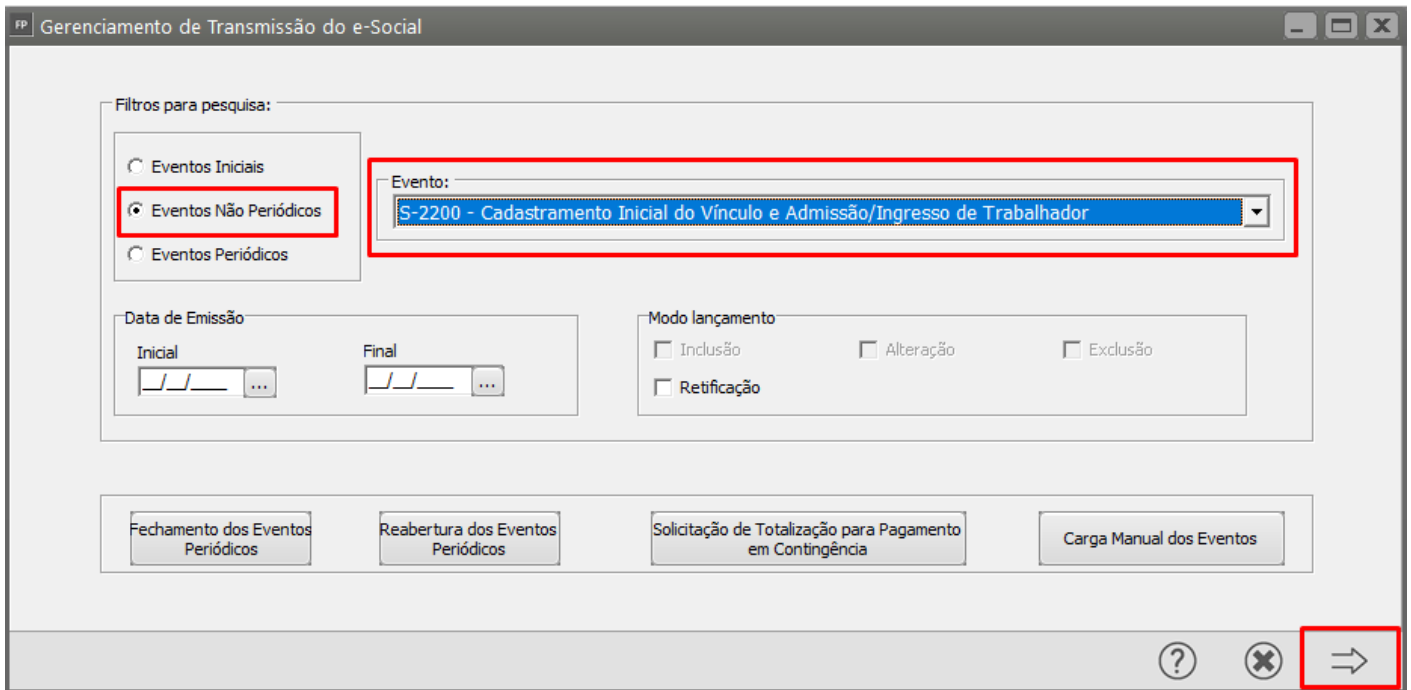 FP Gerenciamento de Transmissão do e-Social
Filtros para pesquisa:
Eventos Iniciais
Eventos Não Periódicos
Eventos Periódicos
Evento:
S-2200 - Cadastramento Inicial do Vínculo e Admissão/Ingresso de Trabalhador
Data de Emissão
Inicial
Final
__/__/____ ...
__/__/____ ...
Modo lançamento
Inclusão
Alteração
Exclusão
Retificação
Fechamento dos Eventos
Periódicos
Reabertura dos Eventos
Periódicos
Solicitação de Totalização para Pagamento
em Contingência
Carga Manual dos Eventos
?